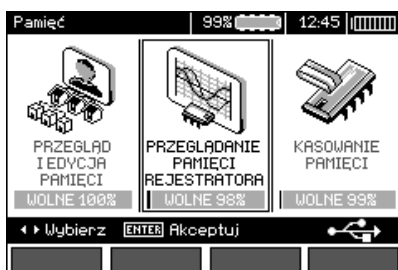 Pamięć 99% 12:45
PRZEGLĄD
I EDYCJA
PAMIĘCI
WOLNE 100%
PRZEGLĄDANIE
PAMIĘCI
REJESTRATORA
WOLNE 98%
KASOWANIE
PAMIĘCI
WOLNE 99%
Wybierz ENTER Akceptuj